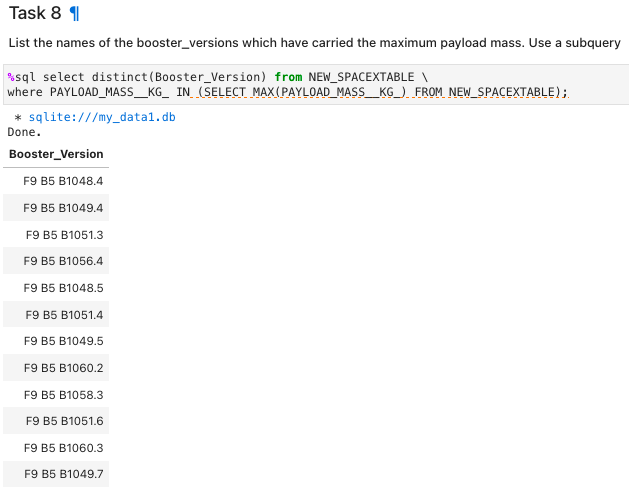 Task 8 ¶
List the names of the booster_versions which have carried the maximum payload mass. Use a subquery
%sql select distinct(Booster_Version) from NEW_SPACEXTABLE \
where PAYLOAD_MASS__KG_ IN (SELECT MAX(PAYLOAD_MASS__KG_) FROM NEW_SPACEXTABLE);
* sqlite:///my_data1.db
Done.
Booster_Version
F9 B5 B1048.4
F9 B5 B1049.4
F9 B5 B1051.3
F9 B5 B1056.4
F9 B5 B1048.5
F9 B5 B1051.4
F9 B5 B1049.5
F9 B5 B1060.2
F9 B5 B1058.3
F9 B5 B1051.6
F9 B5 B1060.3
F9 B5 B1049.7